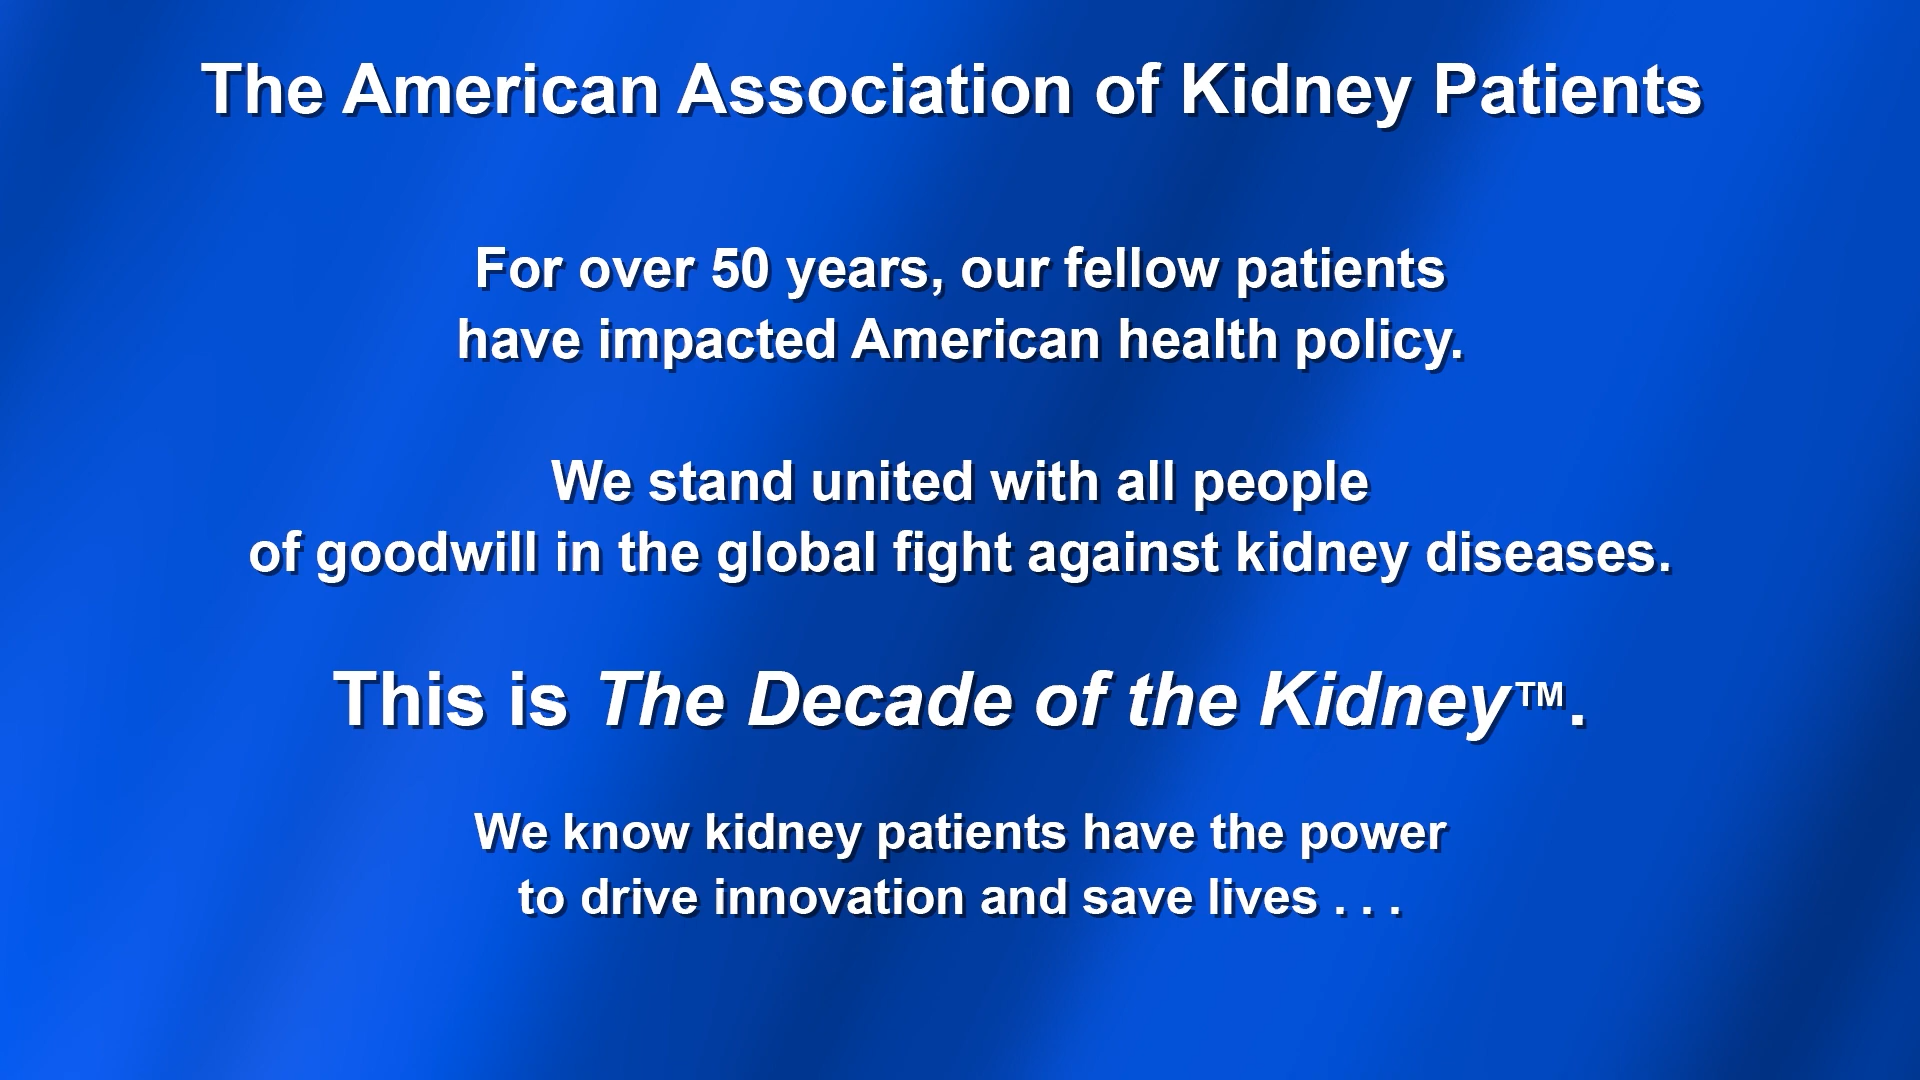 The American Association of Kidney Patients
For over 50 years, our fellow patients
have impacted American health policy.
We stand united with all people
of goodwill in the global fight against kidney diseases.
This is The Decade of the Kidney™.
We know kidney patients have the power
to drive innovation and save lives . . .